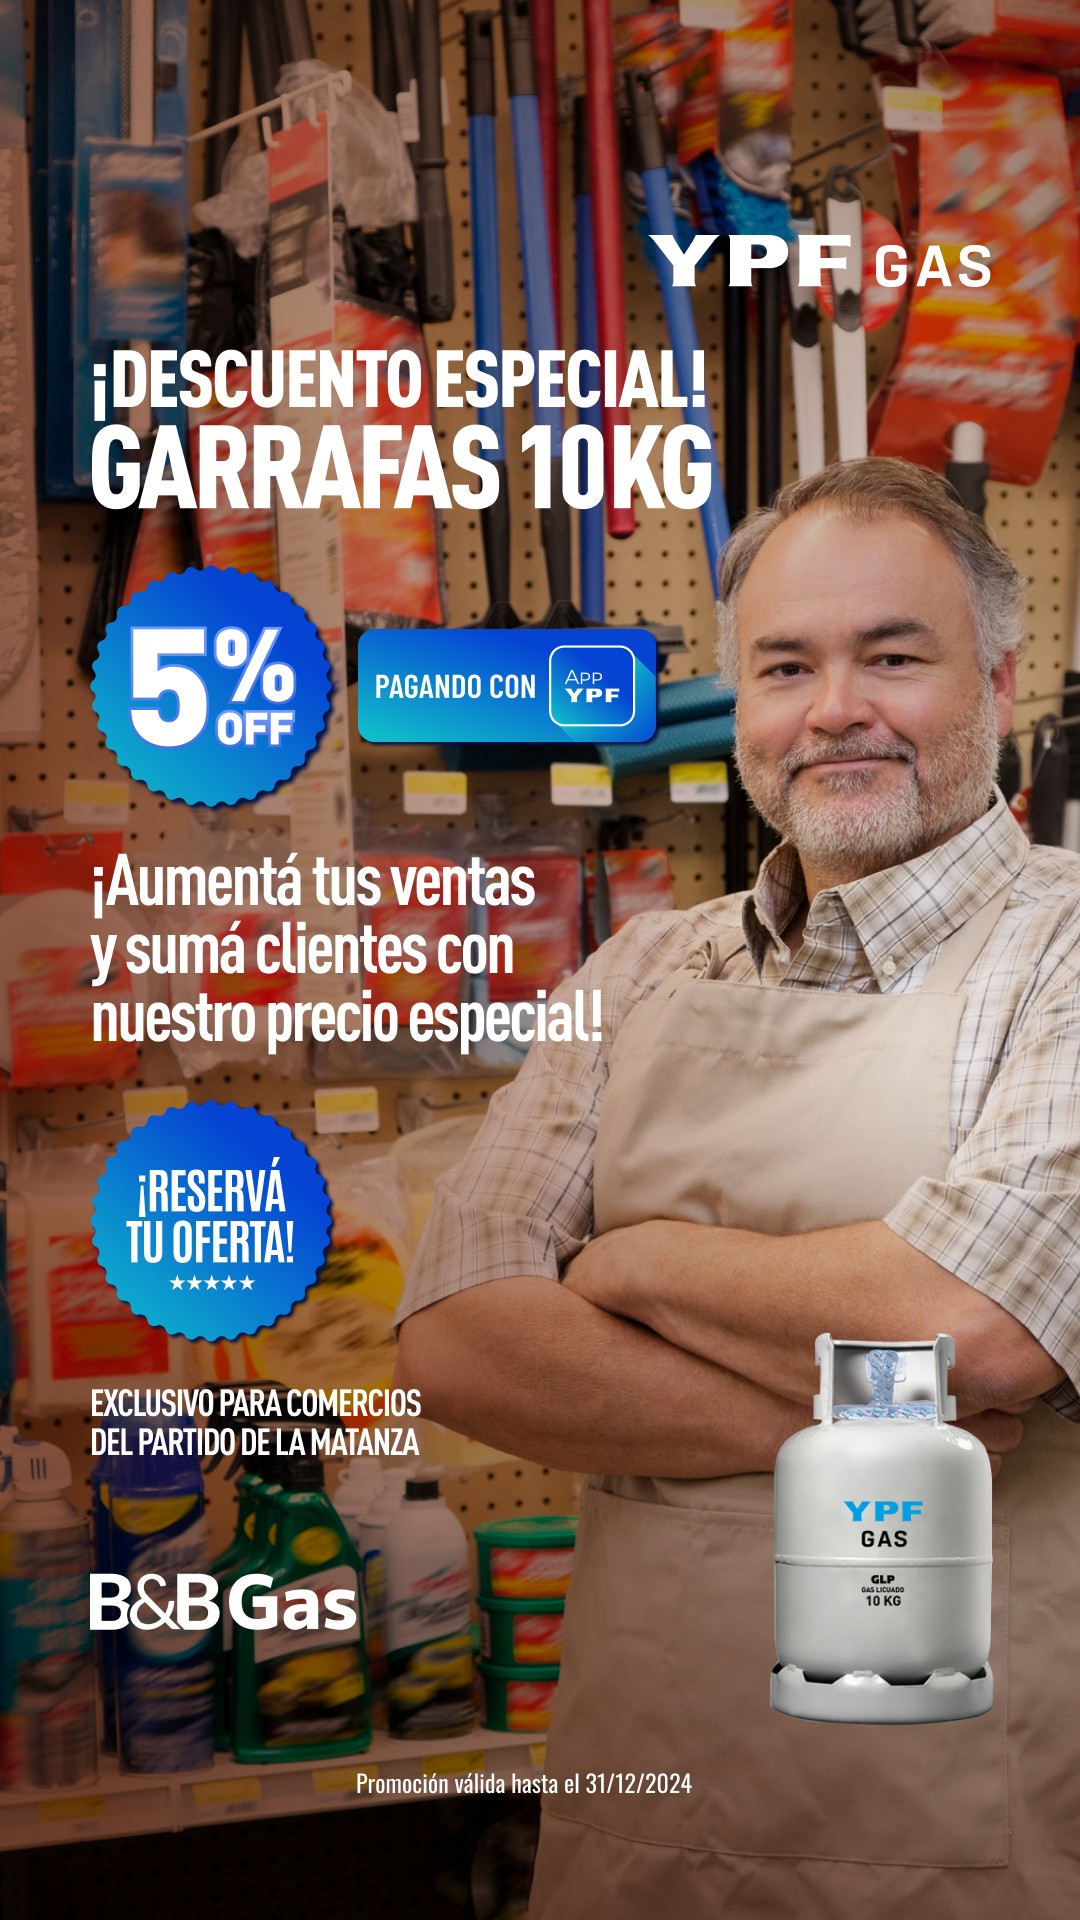 YPF GAS
¡DESCUENTO ESPECIAL!
GARRAFAS 10KG
5%
OFF
PAGANDO CON
APP
YPF
¡Aumentá tus ventas
y sumá clientes con
nuestro precio especial!
¡RESERVÁ
TU OFERTA!
EXCLUSIVO PARA COMERCIOS
DEL PARTIDO DE LA MATANZA
YPF
GAS
GLP
GAS LICUADO
10 KG
B&BGas
Promoción válida hasta el 31/12/2024